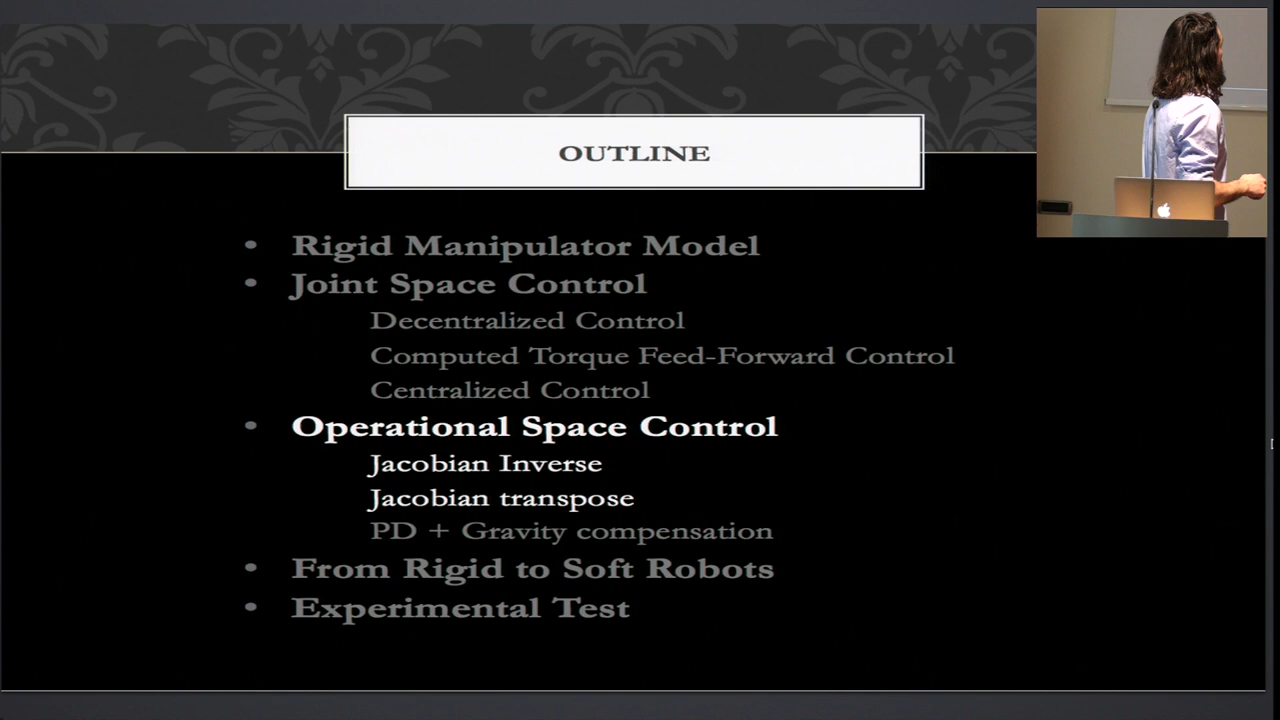 OUTLINE
• Rigid Manipulator Model
• Joint Space Control
Decentralized Control
Computed Torque Feed-Forward Control
Centralized Control
• Operational Space Control
Jacobian Inverse
Jacobian transpose
PD + Gravity compensation
• From Rigid to Soft Robots
• Experimental Test